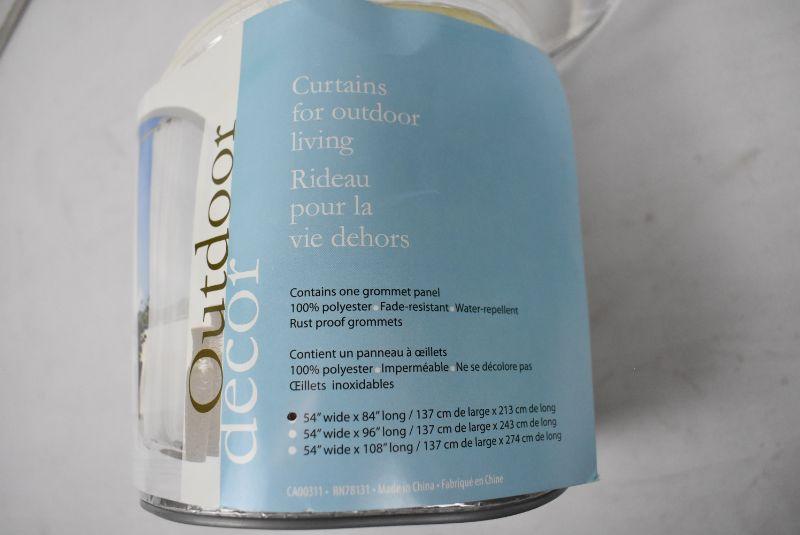 Outdoor
decor
Curtains
for outdoor
living
Rideau
pour la
vie dehors
Contains one grommet panel
100% polyester • Fade-resistant • Water-repellent
Rust proof grommets
Contient un panneau à œillets
100% polyester • Imperméable • Ne se décolore pas
Œillets inoxidables
54" wide x 84" long / 137 cm de large x 213 cm de long
54" wide x 96" long / 137 cm de large x 243 cm de long
54" wide x 108" long / 137 cm de large x 274 cm de long
CA00311 • RN78131 • Made in China • Fabriqué en Chine